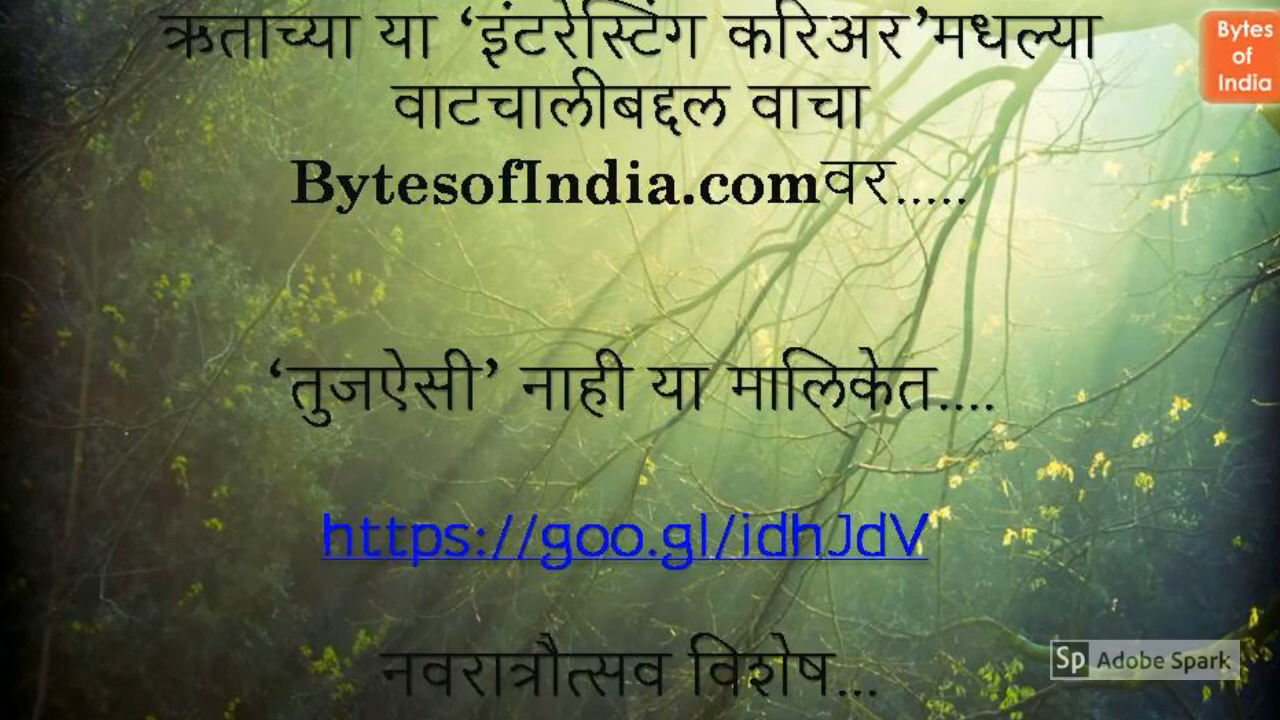 ऋताच्या या ‘इंटरेस्टिंग करिअर’मधल्या
वाटचालीबद्दल वाचा
BytesofIndia.comवर.....
‘तुजऐसी’ नाही या मालिकेत....
https://goo.gl/idhJdV
नवरात्रौत्सव विशेष...
Bytes
of
India
Sp Adobe Spark